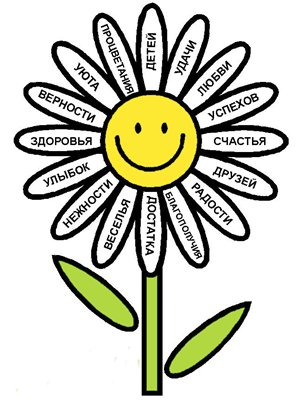 ДЕТЕЙ
УДАЧИ
ЛЮБВИ
УСПЕХОВ
СЧАСТЬЯ
ДРУЗЕЙ
РАДОСТИ
БЛАГОПОЛУЧИЯ
ДОСТАТКА
ВЕСЕЛЬЯ
НЕЖНОСТИ
УЛЫБОК
ЗДОРОВЬЯ
ВЕРНОСТИ
УЮТА
ПРОЦВЕТАНИЯ